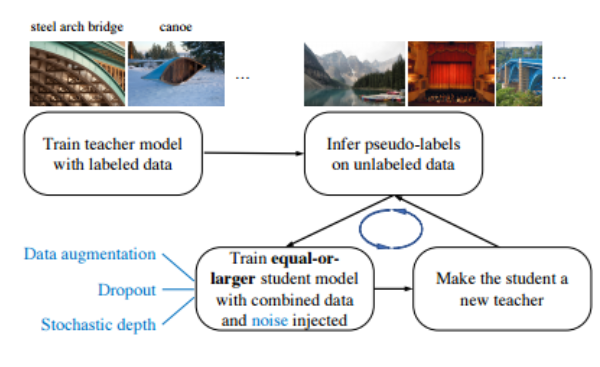 steel arch bridge
canoe
...
...
Train teacher model
with labeled data
Infer pseudo-labels
on unlabeled data
Data augmentation
Dropout
Stochastic depth
Train equal-or-
larger student model
with combined data
and noise injected
Make the student a
new teacher